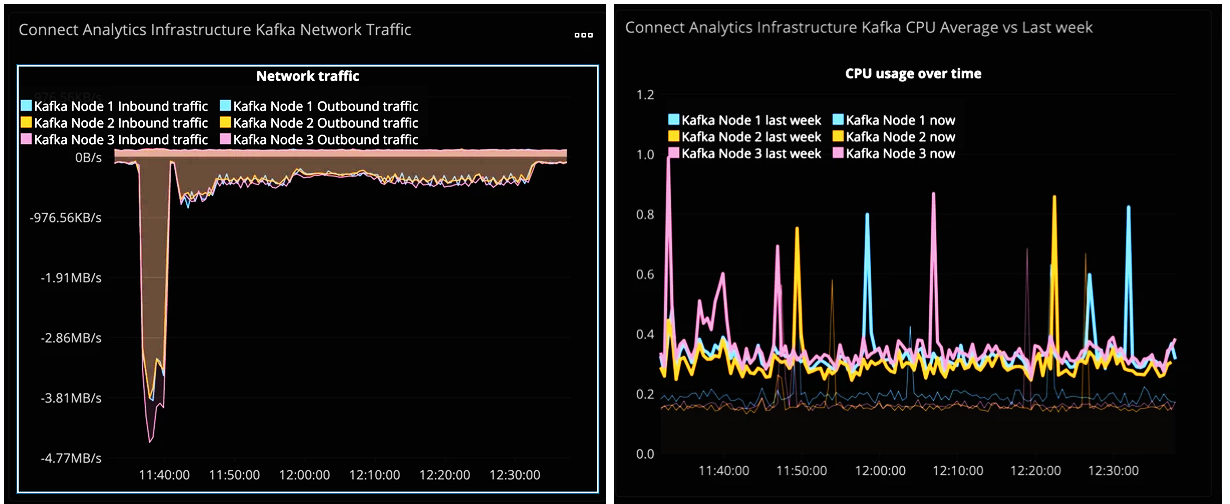 Connect Analytics Infrastructure Kafka Network Traffic
Network traffic
976.56KB/s
Kafka Node 1 Inbound traffic Kafka Node 1 Outbound traffic
Kafka Node 2 Inbound traffic Kafka Node 2 Outbound traffic
Kafka Node 3 Inbound traffic Kafka Node 3 Outbound traffic
0B/s
-976.56KB/s
-1.91MB/s
-2.86MB/s
-3.81MB/s
-4.77MB/s
11:40:00 11:50:00 12:00:00 12:10:00 12:20:00 12:30:00
Connect Analytics Infrastructure Kafka CPU Average vs Last week
CPU usage over time
1.2
Kafka Node 1 last week Kafka Node 1 now
Kafka Node 2 last week Kafka Node 2 now
1.0 Kafka Node 3 last week Kafka Node 3 now
0.8
0.6
0.4
0.2
0.0
11:40:00 11:50:00 12:00:00 12:10:00 12:20:00 12:30:00